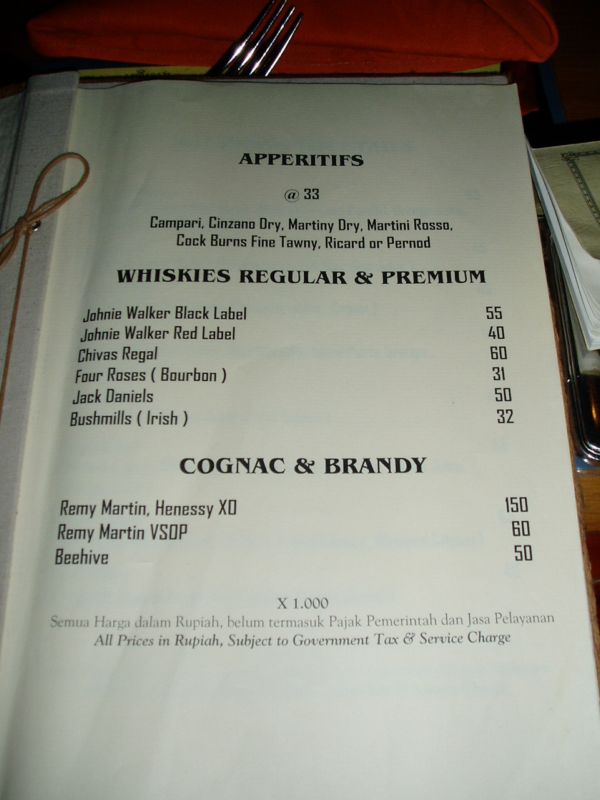 APPERITIFS
@ 33
Campari, Cinzano Dry, Martiny Dry, Martini Rosso,
Cock Burns Fine Tawny, Ricard or Pernod
WHISKIES REGULAR & PREMIUM
Johnie Walker Black Label 55
Johnie Walker Red Label 40
Chivas Regal 60
Four Roses ( Bourbon ) 31
Jack Daniels 50
Bushmills ( Irish ) 32
COGNAC & BRANDY
Remy Martin, Henessy XO 150
Remy Martin VSOP 60
Beehive 50
X 1.000
Semua Harga dalam Rupiah, belum termasuk Pajak Pemerintah dan Jasa Pelayanan
All Prices in Rupiah, Subject to Government Tax & Service Charge